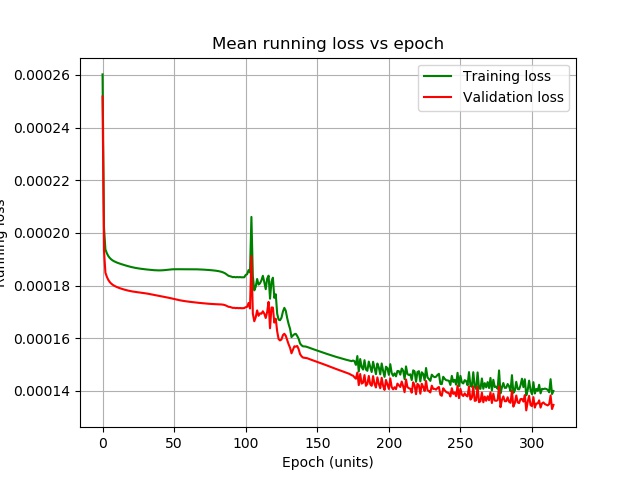 Mean running loss vs epoch
Training loss
Validation loss
0.00026
0.00024
0.00022
0.00020
0.00018
0.00016
0.00014
Running loss
0 50 100 150 200 250 300
Epoch (units)